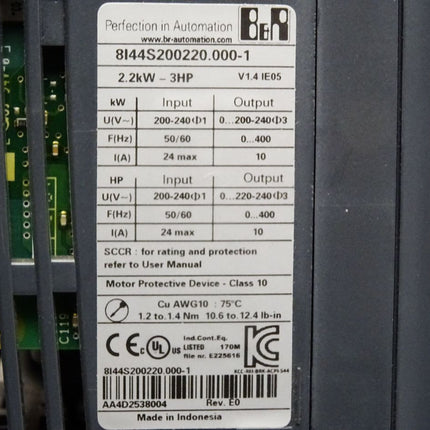 Perfection in Automation
www.br-automation.com
B&R
8I44S200220.000-1
2.2kW - 3HP V1.4 IE05
kW Input Output
U(V~) 200-240Φ1 0...200-240Φ3
F(Hz) 50/60 0...400
I(A) 24 max 10
HP Input Output
U(V~) 200-240Φ1 0...220-240Φ3
F(Hz) 50/60 0...400
I(A) 24 max 10
SCCR : for rating and protection
refer to User Manual
Motor Protective Device - Class 10
Cu AWG10 : 75°C
1.2 to 1.4 Nm 10.6 to 12.4 lb-in
CE C UL US LISTED Ind.Cont.Eq. 170M
file nr. E225616
KC
8I44S200220.000-1
AA4D2538004 Rev. E0
Made in Indonesia
C119